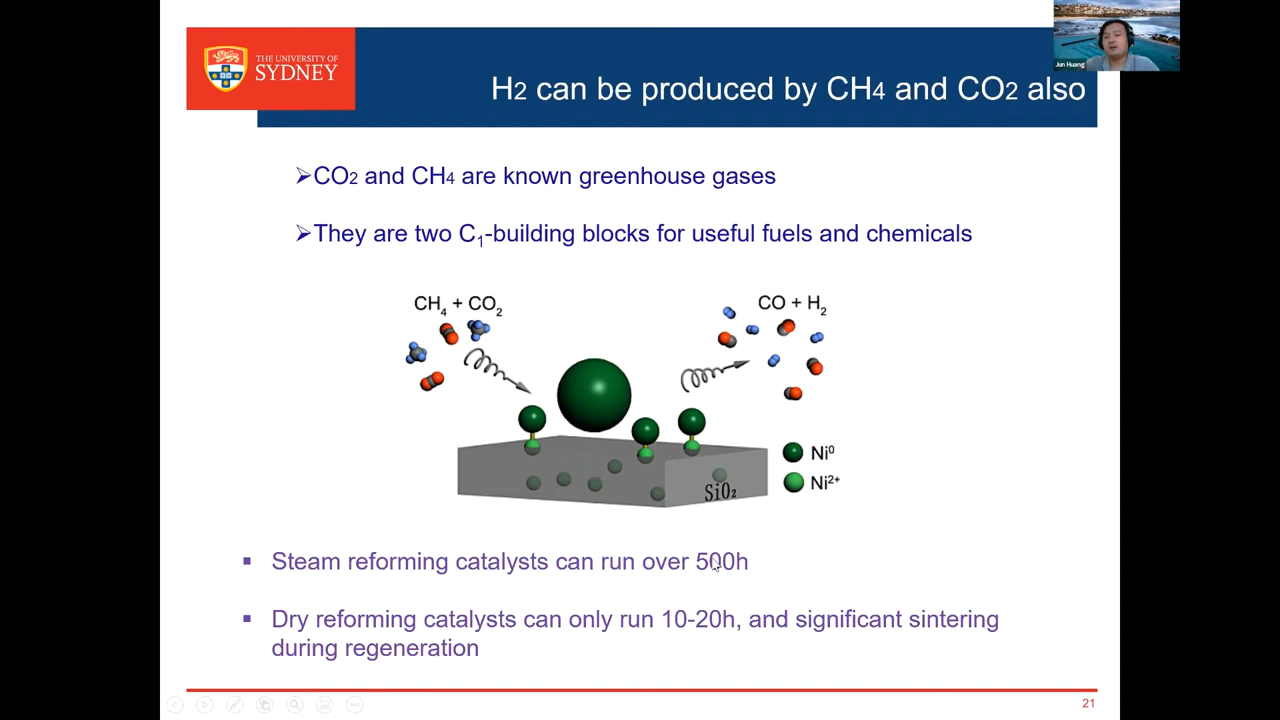 Jun Huang
THE UNIVERSITY OF
SYDNEY
H2 can be produced by CH4 and CO2 also
➢CO2 and CH4 are known greenhouse gases
➢They are two C1-building blocks for useful fuels and chemicals
CH4 + CO2
CO + H2
Ni0
Ni2+
SiO2
▪ Steam reforming catalysts can run over 500h
▪ Dry reforming catalysts can only run 10-20h, and significant sintering
during regeneration
21